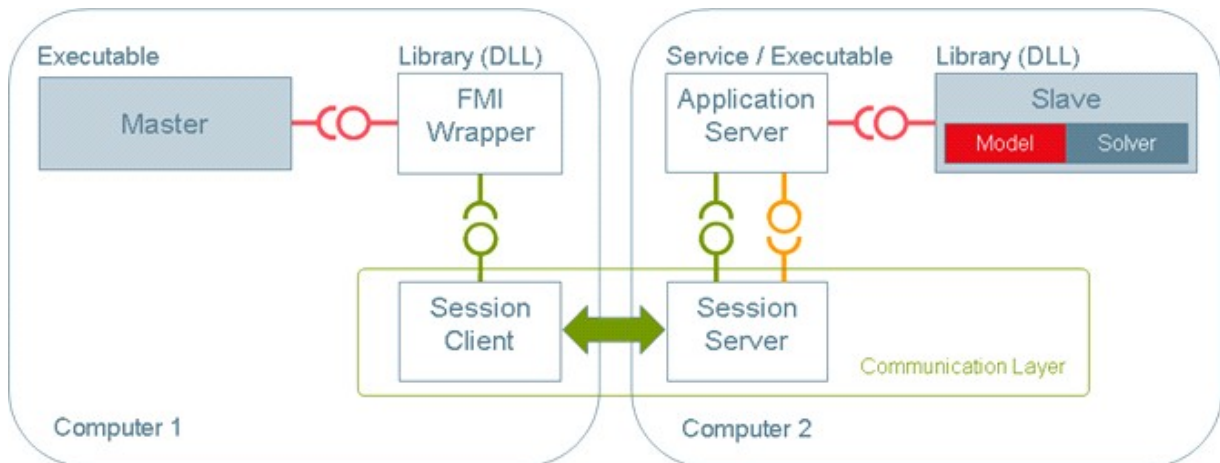 Executable
Library (DLL)
Service / Executable
Library (DLL)
Master
FMI
Wrapper
Application
Server
Slave
Model
Solver
Session
Client
Session
Server
Communication Layer
Computer 1
Computer 2